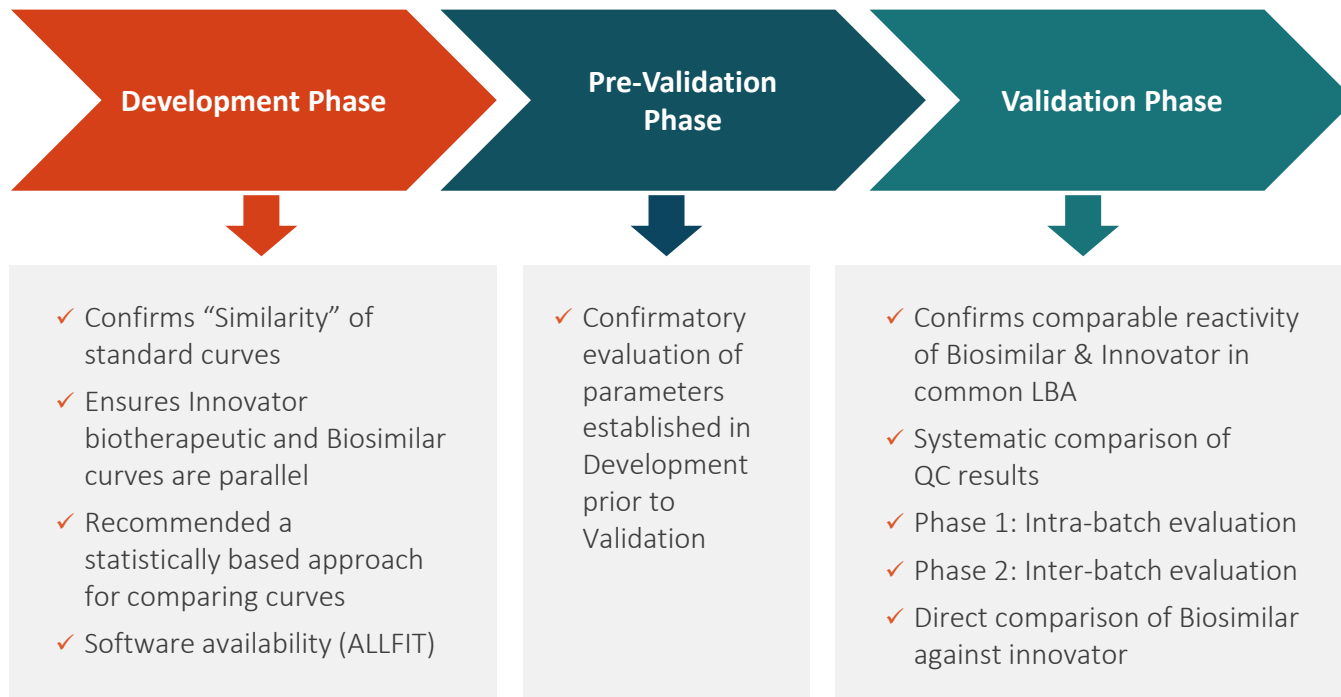 Development Phase
Pre-Validation
Phase
Validation Phase
✓ Confirms “Similarity” of
standard curves
✓ Ensures Innovator
biotherapeutic and Biosimilar
curves are parallel
✓ Recommended a
statistically based approach
for comparing curves
✓ Software availability (ALLFIT)
✓ Confirmatory
evaluation of
parameters
established in
Development
prior to
Validation
✓ Confirms comparable reactivity
of Biosimilar & Innovator in
common LBA
✓ Systematic comparison of
QC results
✓ Phase 1: Intra-batch evaluation
✓ Phase 2: Inter-batch evaluation
✓ Direct comparison of Biosimilar
against innovator